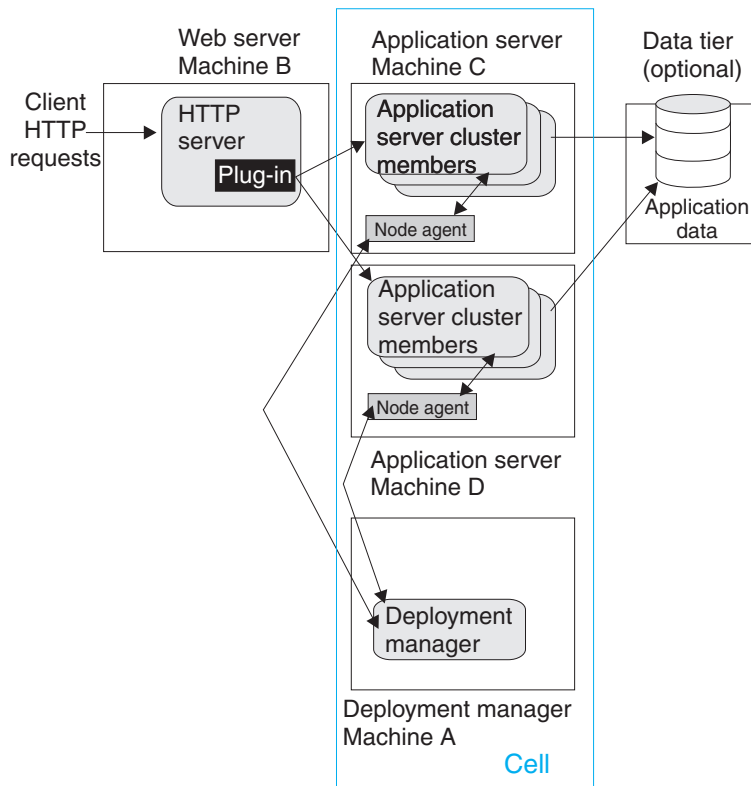 Web server
Machine B
Application server
Machine C
Data tier
(optional)
Client
HTTP
requests
HTTP
server
Plug-in
Application
server cluster
members
Node agent
Application
data
Application
server cluster
members
Node agent
Application server
Machine D
Deployment
manager
Deployment manager
Machine A
Cell